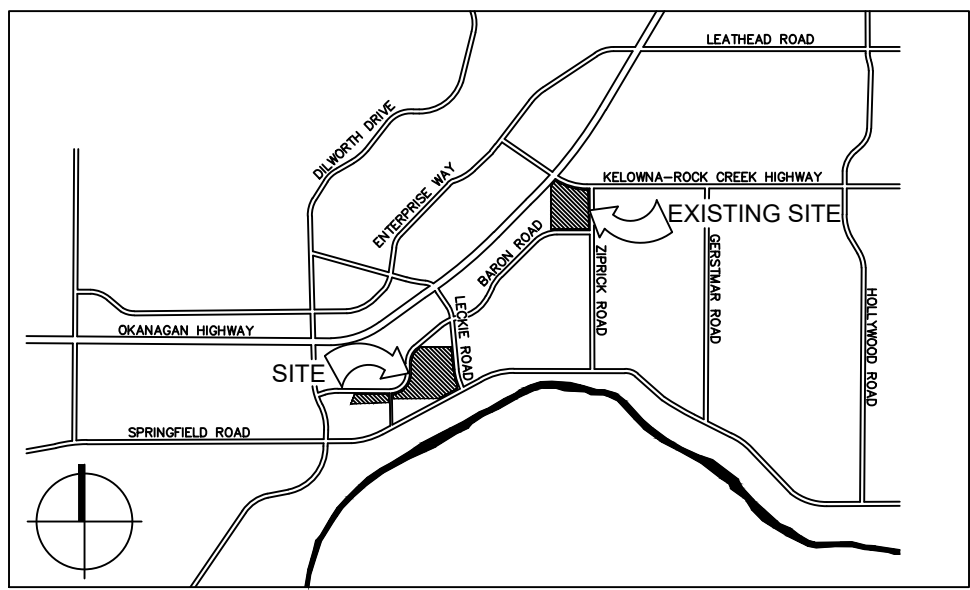 LEATHEAD ROAD
DILWORTH DRIVE
ENTERPRISE WAY
KELOWNA-ROCK CREEK HIGHWAY
EXISTING SITE
BARON ROAD
ZIPRICK ROAD
GERSTMAR ROAD
HOLLYWOOD ROAD
LECKIE ROAD
OKANAGAN HIGHWAY
SITE
SPRINGFIELD ROAD